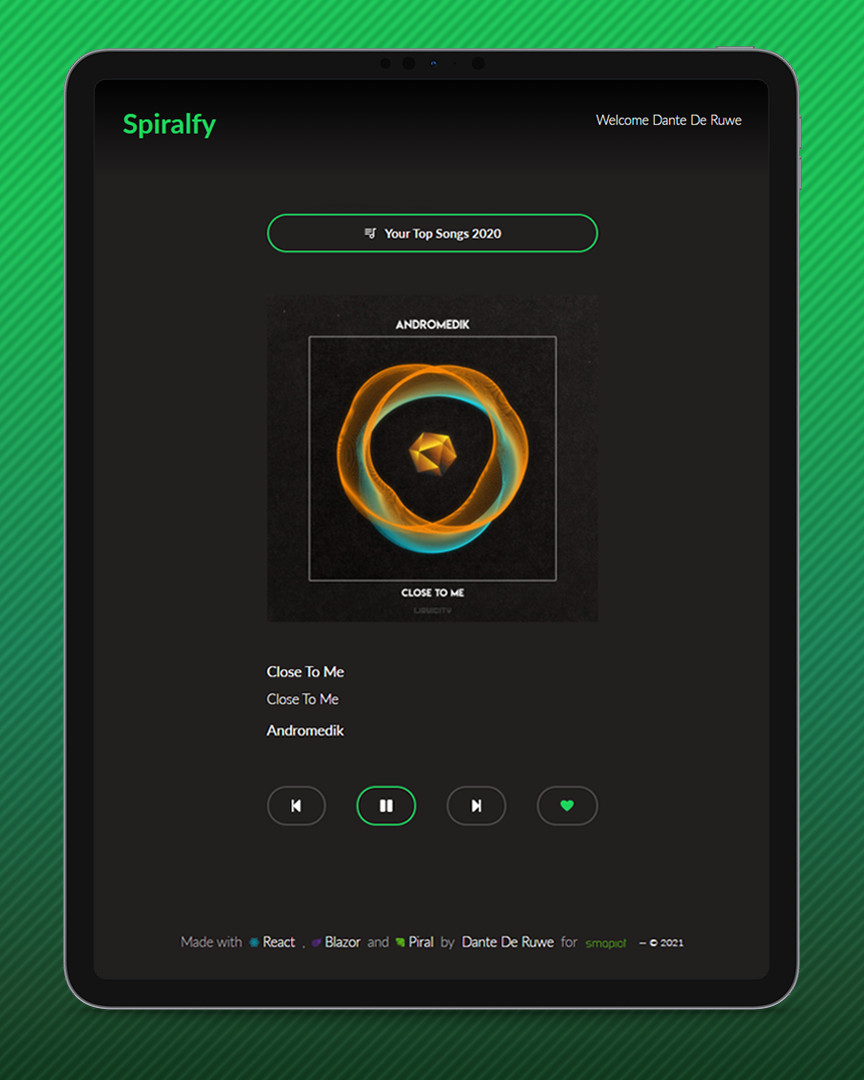 Spiralfy
Welcome Dante De Ruwe
Your Top Songs 2020
ANDROMEDIK
CLOSE TO ME
LIQUICITY
Close To Me
Close To Me
Andromedik
Made with React , Blazor and Piral by Dante De Ruwe for smapiot – © 2021